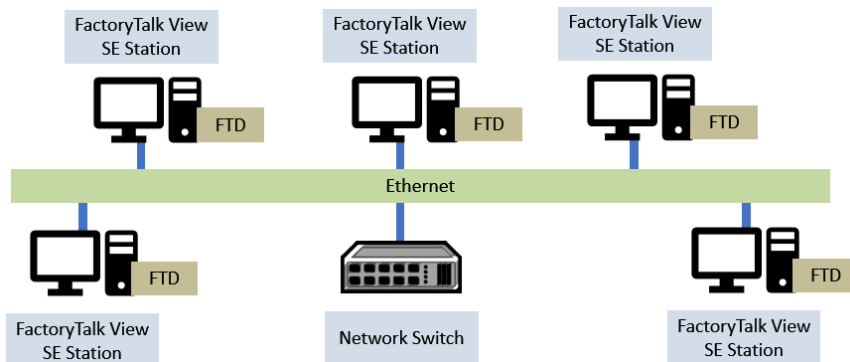 FactoryTalk View
SE Station
FactoryTalk View
SE Station
FactoryTalk View
SE Station
FTD
FTD
FTD
Ethernet
FTD
FTD
FactoryTalk View
SE Station
Network Switch
FactoryTalk View
SE Station